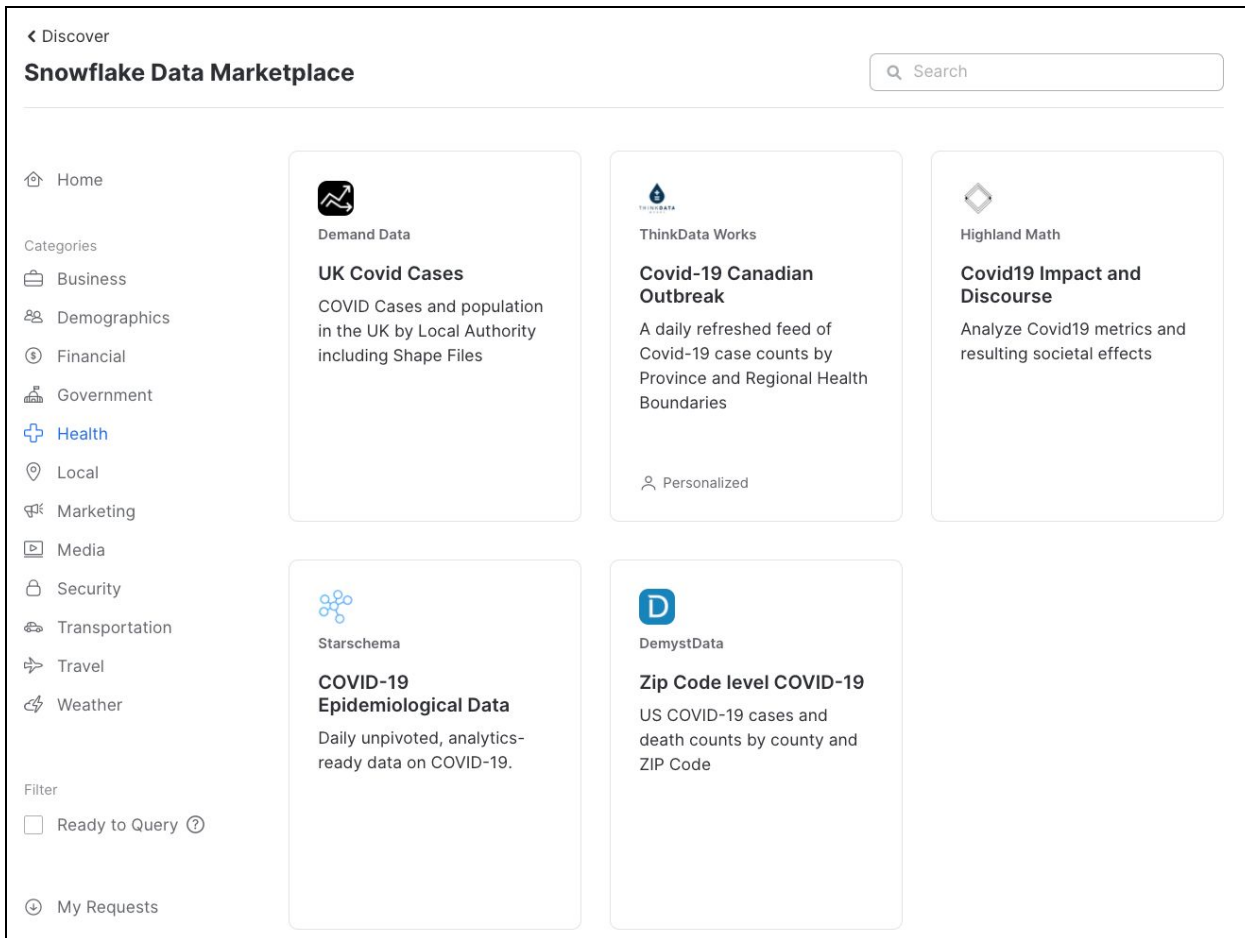 Discover
Snowflake Data Marketplace
Search
Home
Categories
Business
Demographics
Financial
Government
Health
Local
Marketing
Media
Security
Transportation
Travel
Weather
Filter
Ready to Query
My Requests
Demand Data
UK Covid Cases
COVID Cases and population
in the UK by Local Authority
including Shape Files
THINKDATA
ThinkData Works
Covid-19 Canadian
Outbreak
A daily refreshed feed of
Covid-19 case counts by
Province and Regional Health
Boundaries
Personalized
Highland Math
Covid19 Impact and
Discourse
Analyze Covid19 metrics and
resulting societal effects
Starschema
COVID-19
Epidemiological Data
Daily unpivoted, analytics-
ready data on COVID-19.
D
DemystData
Zip Code level COVID-19
US COVID-19 cases and
death counts by county and
ZIP Code